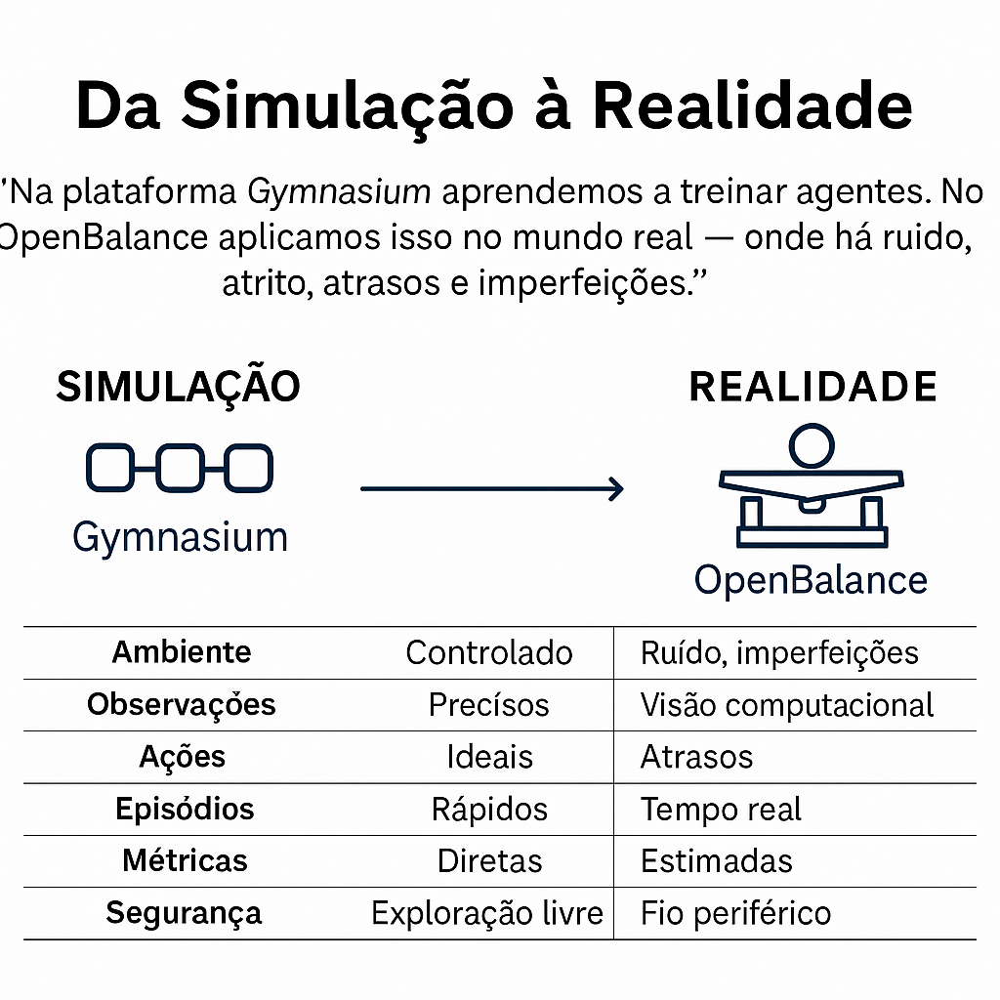 Da Simulação à Realidade
"Na plataforma Gymnasium aprendemos a treinar agentes. No
OpenBalance aplicamos isso no mundo real — onde há ruido,
atrito, atrasos e imperfeições.”
SIMULAÇÃO
REALIDADE
Gymnasium
OpenBalance
Ambiente Controlado Ruído, imperfeições
Observações Precísos Visão computacional
Ações Ideais Atrasos
Episódios Rápidos Tempo real
Métricas Diretas Estimadas
Segurança Exploração livre Fio periférico